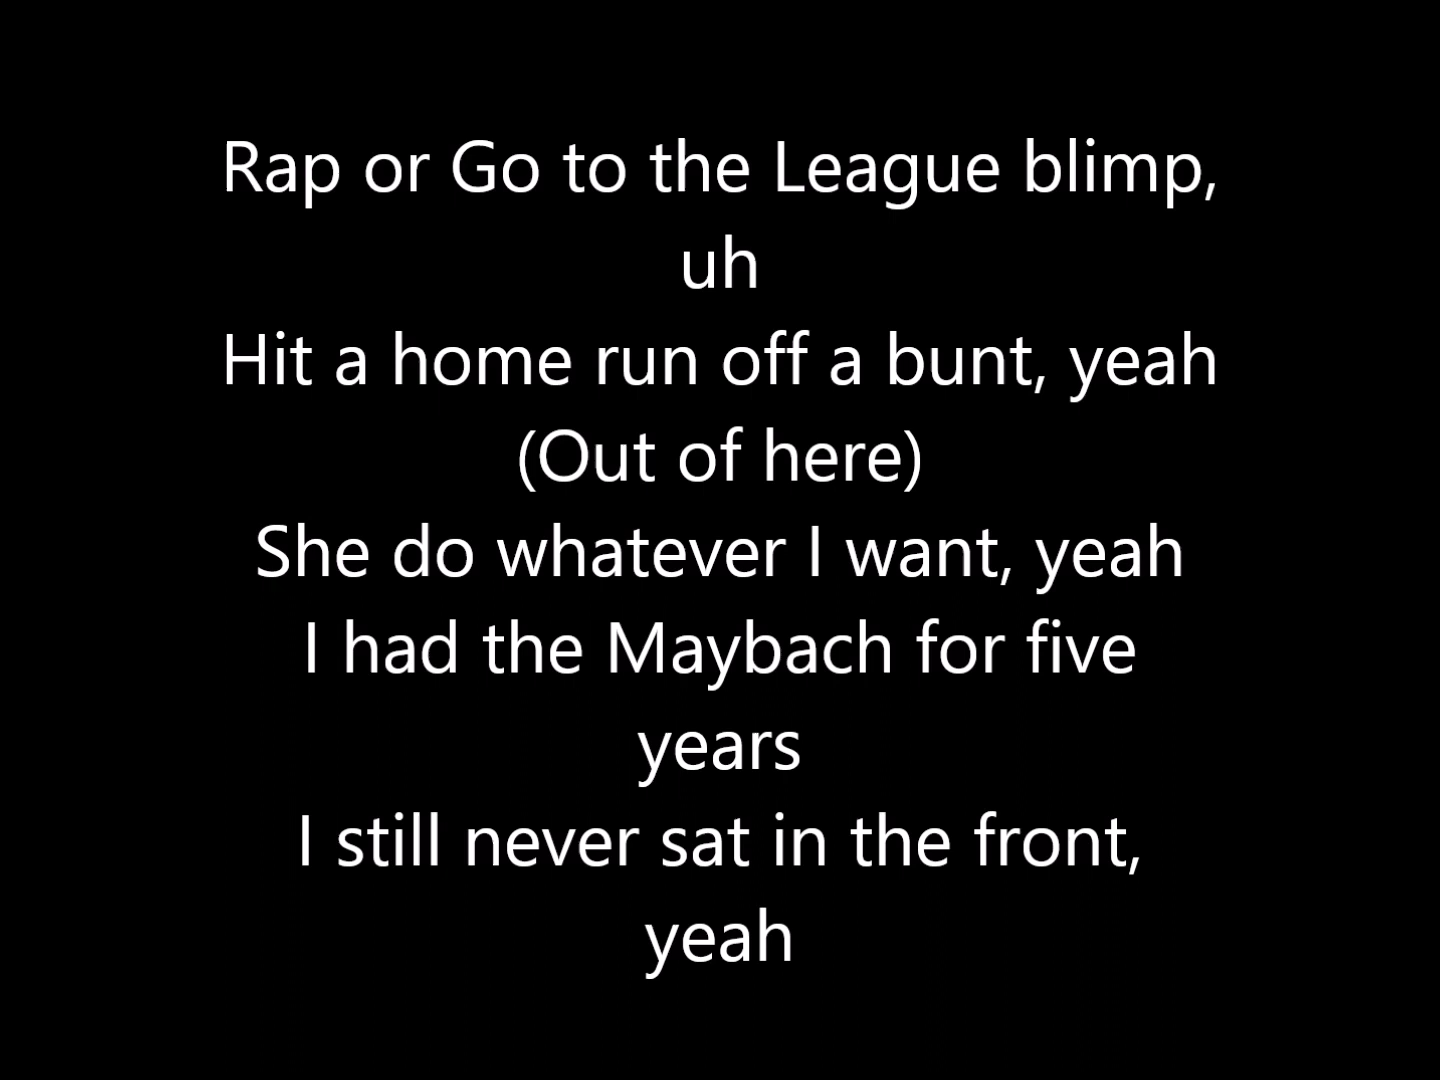 Rap or Go to the League blimp,
uh
Hit a home run off a bunt, yeah
(Out of here)
She do whatever I want, yeah
I had the Maybach for five
years
I still never sat in the front,
yeah